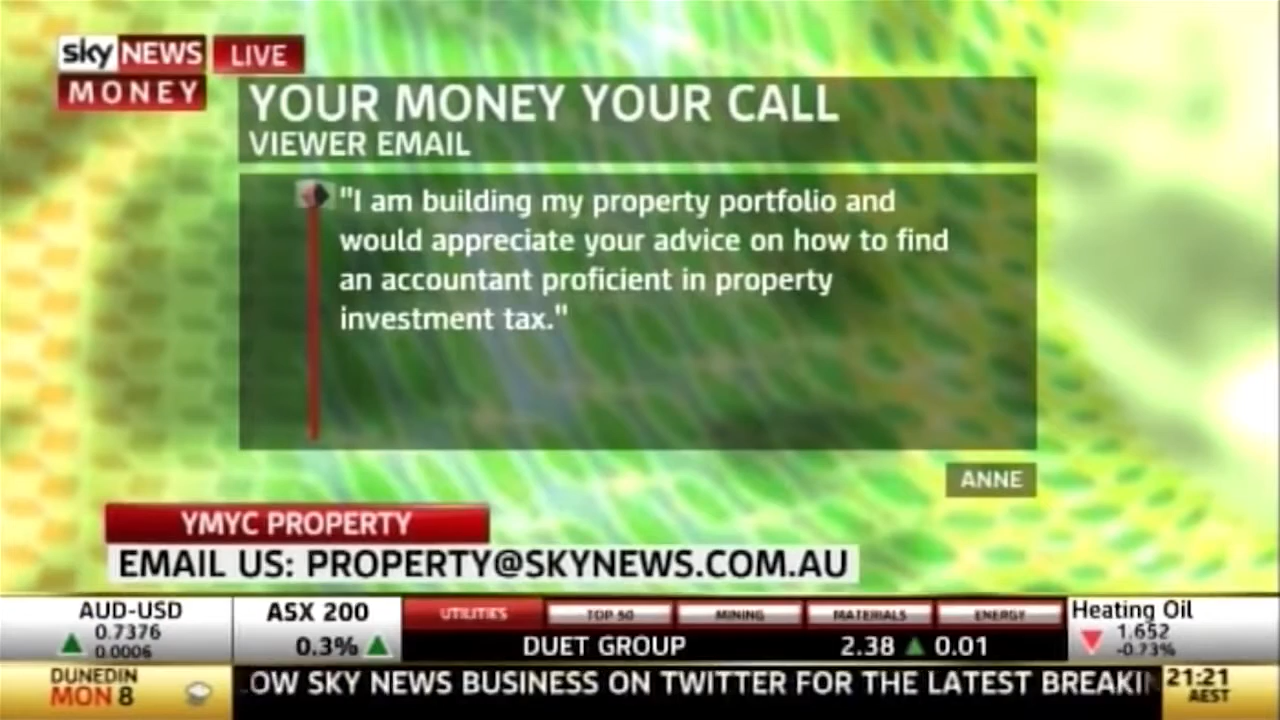 sky NEWS LIVE
MONEY
YOUR MONEY YOUR CALL
VIEWER EMAIL
"I am building my property portfolio and
would appreciate your advice on how to find
an accountant proficient in property
investment tax."
ANNE
YMYC PROPERTY
EMAIL US: PROPERTY@SKYNEWS.COM.AU
AUD-USD
0.7376
0.0006
ASX 200
0.3%
UTILITIES TOP 50 MINING MATERIALS ENERGY
DUET GROUP 2.38 0.01
Heating Oil
1.652
-0.73%
DUNEDIN
MON 8
OW SKY NEWS BUSINESS ON TWITTER FOR THE LATEST BREAKIN
21:21
AEST